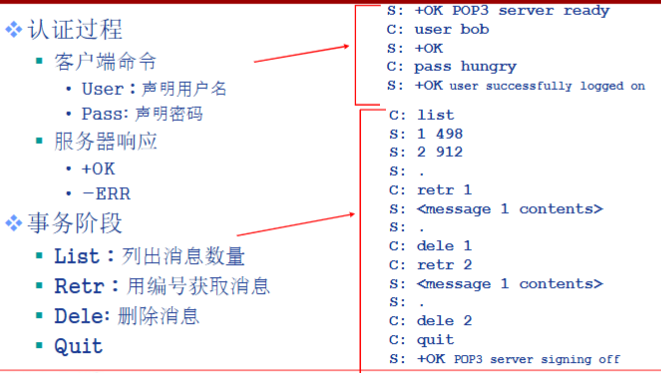 认证过程
客户端命令
User：声明用户名
Pass: 声明密码
服务器响应
+OK
-ERR
事务阶段
List：列出消息数量
Retr：用编号获取消息
Dele: 删除消息
Quit
S: +OK POP3 server ready
C: user bob
S: +OK
C: pass hungry
S: +OK user successfully logged on
C: list
S: 1 498
S: 2 912
S: .
C: retr 1
S: <message 1 contents>
S: .
C: dele 1
C: retr 2
S: <message 1 contents>
S: .
C: dele 2
C: quit
S: +OK POP3 server signing off